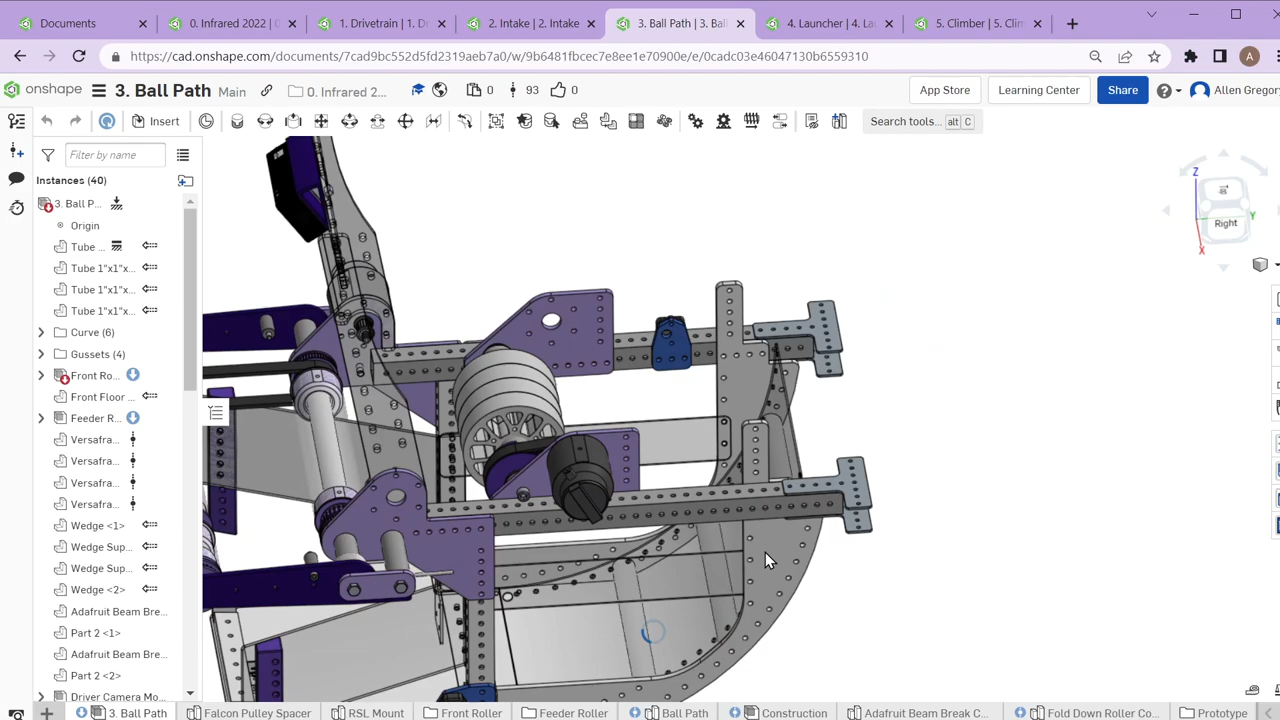 Documents
0. Infrared 2022 |
1. Drivetrain | 1. Dr
2. Intake | 2. Intake
3. Ball Path | 3. Ball
4. Launcher | 4. Lau
5. Climber | 5. Clim
https://cad.onshape.com/documents/7cad9bc552d5fd2319aeb7a0/w/9b6481fbcec7e8ee1e70900e/e/0cadc03e46047130b6559310
A
onshape
3. Ball Path Main
0. Infrared 2...
0
93
0
App Store
Learning Center
Share
Allen Gregory
Insert
Search tools... alt C
Filter by name
Instances (40)
3. Ball P...
Origin
Tube ...
Tube 1"x1"x...
Tube 1"x1"x...
Tube 1"x1"x...
Curve (6)
Gussets (4)
Front Ro...
Front Floor ...
Feeder R...
Versafra...
Versafra...
Versafra...
Versafra...
Wedge <1>
Wedge Sup...
Wedge Sup...
Wedge <2>
Adafruit Beam Bre...
Part 2 <1>
Adafruit Beam Bre...
Part 2 <2>
Driver Camera Mo...
Z
Y
X
Right
3. Ball Path
Falcon Pulley Spacer
RSL Mount
Front Roller
Feeder Roller
Ball Path
Construction
Adafruit Beam Break C...
Fold Down Roller Co...
Prototype